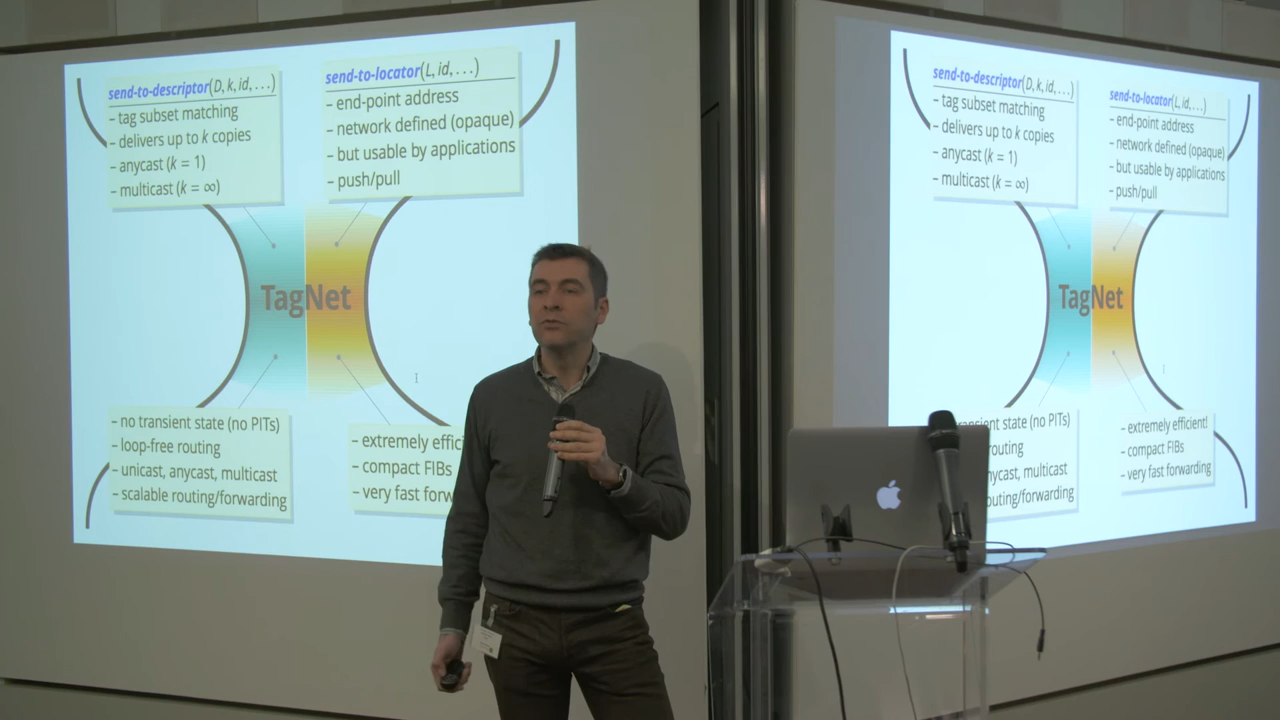 send-to-descriptor(D, k, id, . . .)
– tag subset matching
– delivers up to k copies
– anycast (k = 1)
– multicast (k = ∞)
send-to-locator(L, id, . . .)
– end-point address
– network defined (opaque)
– but usable by applications
– push/pull
TagNet
– no transient state (no PITs)
– loop-free routing
– unicast, anycast, multicast
– scalable routing/forwarding
– extremely effici
– compact FIBs
– very fast forw
send-to-descriptor(D, k, id, . . .)
– tag subset matching
– delivers up to k copies
– anycast (k = 1)
– multicast (k = ∞)
send-to-locator(L, id, . . .)
– end-point address
– network defined (opaque)
– but usable by applications
– push/pull
TagNet
ransient state (no PITs)
routing
anycast, multicast
outing/forwarding
– extremely efficient!
– compact FIBs
– very fast forwarding